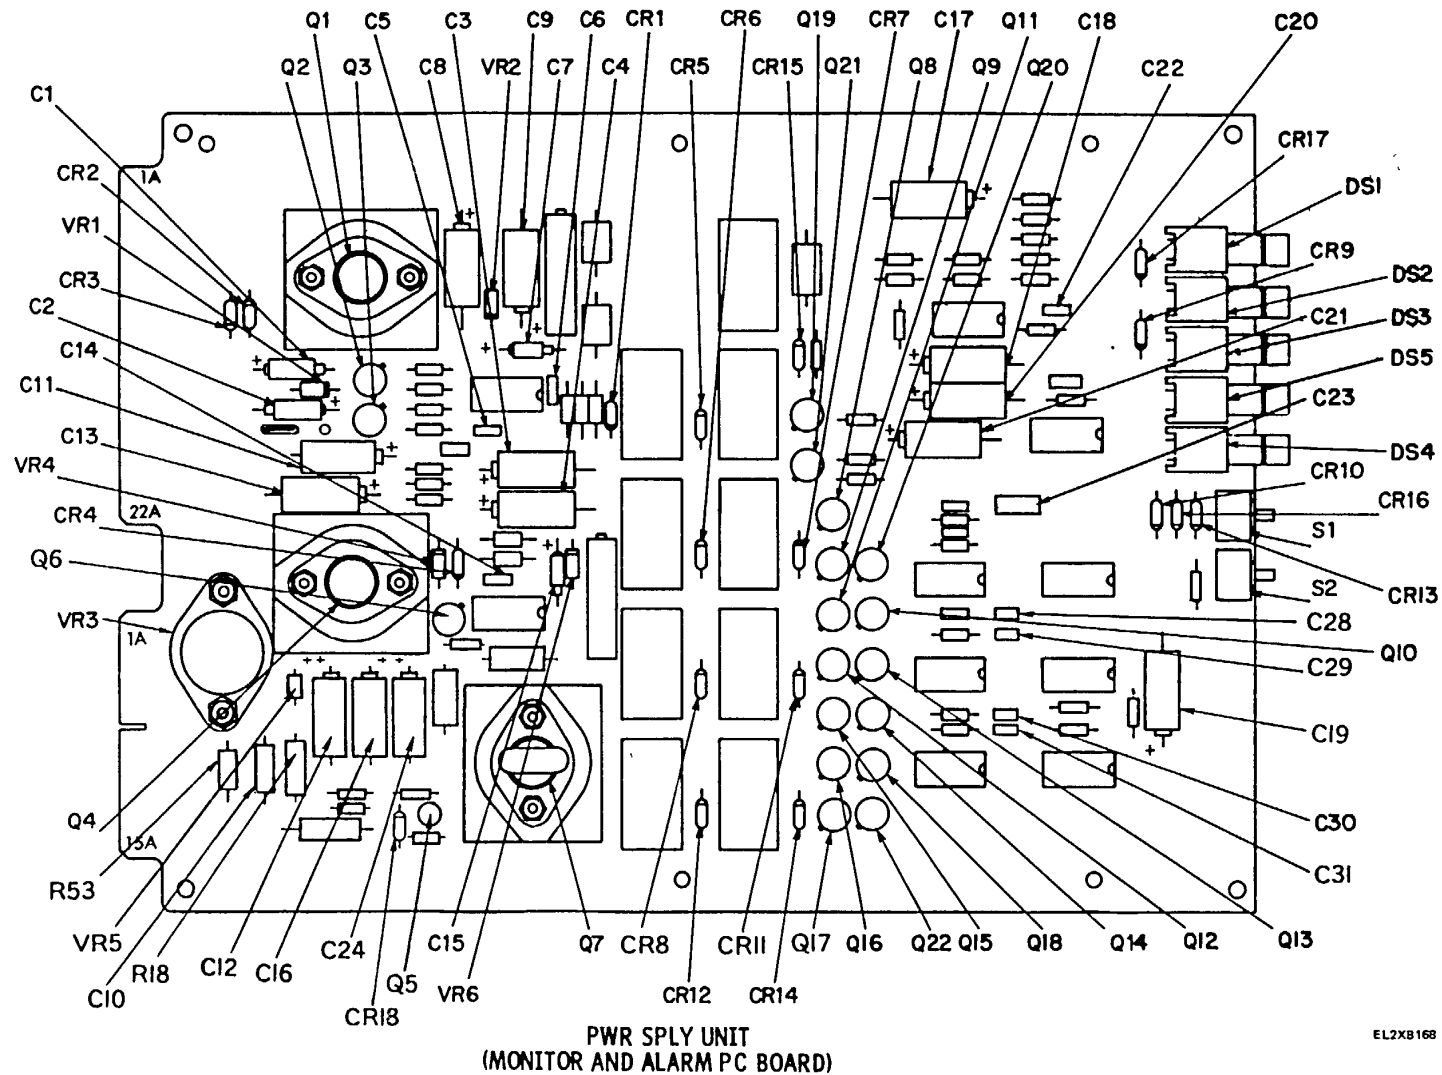 Q1 C5 C3 C9 C6 CR1 CR6 Q19 CR7 C17 Q11 C18 C20
Q2 Q3 C8 VR2 C7 C4 CR5 CR15 Q21 Q8 Q9 Q20 C22
C1
CR17
CR2
1A
DS1
VR1
CR9
CR3
DS2
C2
C21
DS3
C14
DS5
C11
C23
C13
DS4
VR4
CR10
22A
CR16
CR4
S1
Q6
S2
CR13
VR3
1A
C28
Q10
C29
C19
Q4
15A
C30
C31
R53
VR5
R18
C10
C12
C16
C24
CR18
Q5
C15
VR6
Q7
CR8
CR12
CR11
CR14
Q17 Q16 Q22 Q15 Q18 Q14 Q12 Q13
PWR SPLY UNIT
(MONITOR AND ALARM PC BOARD)
EL2XB168